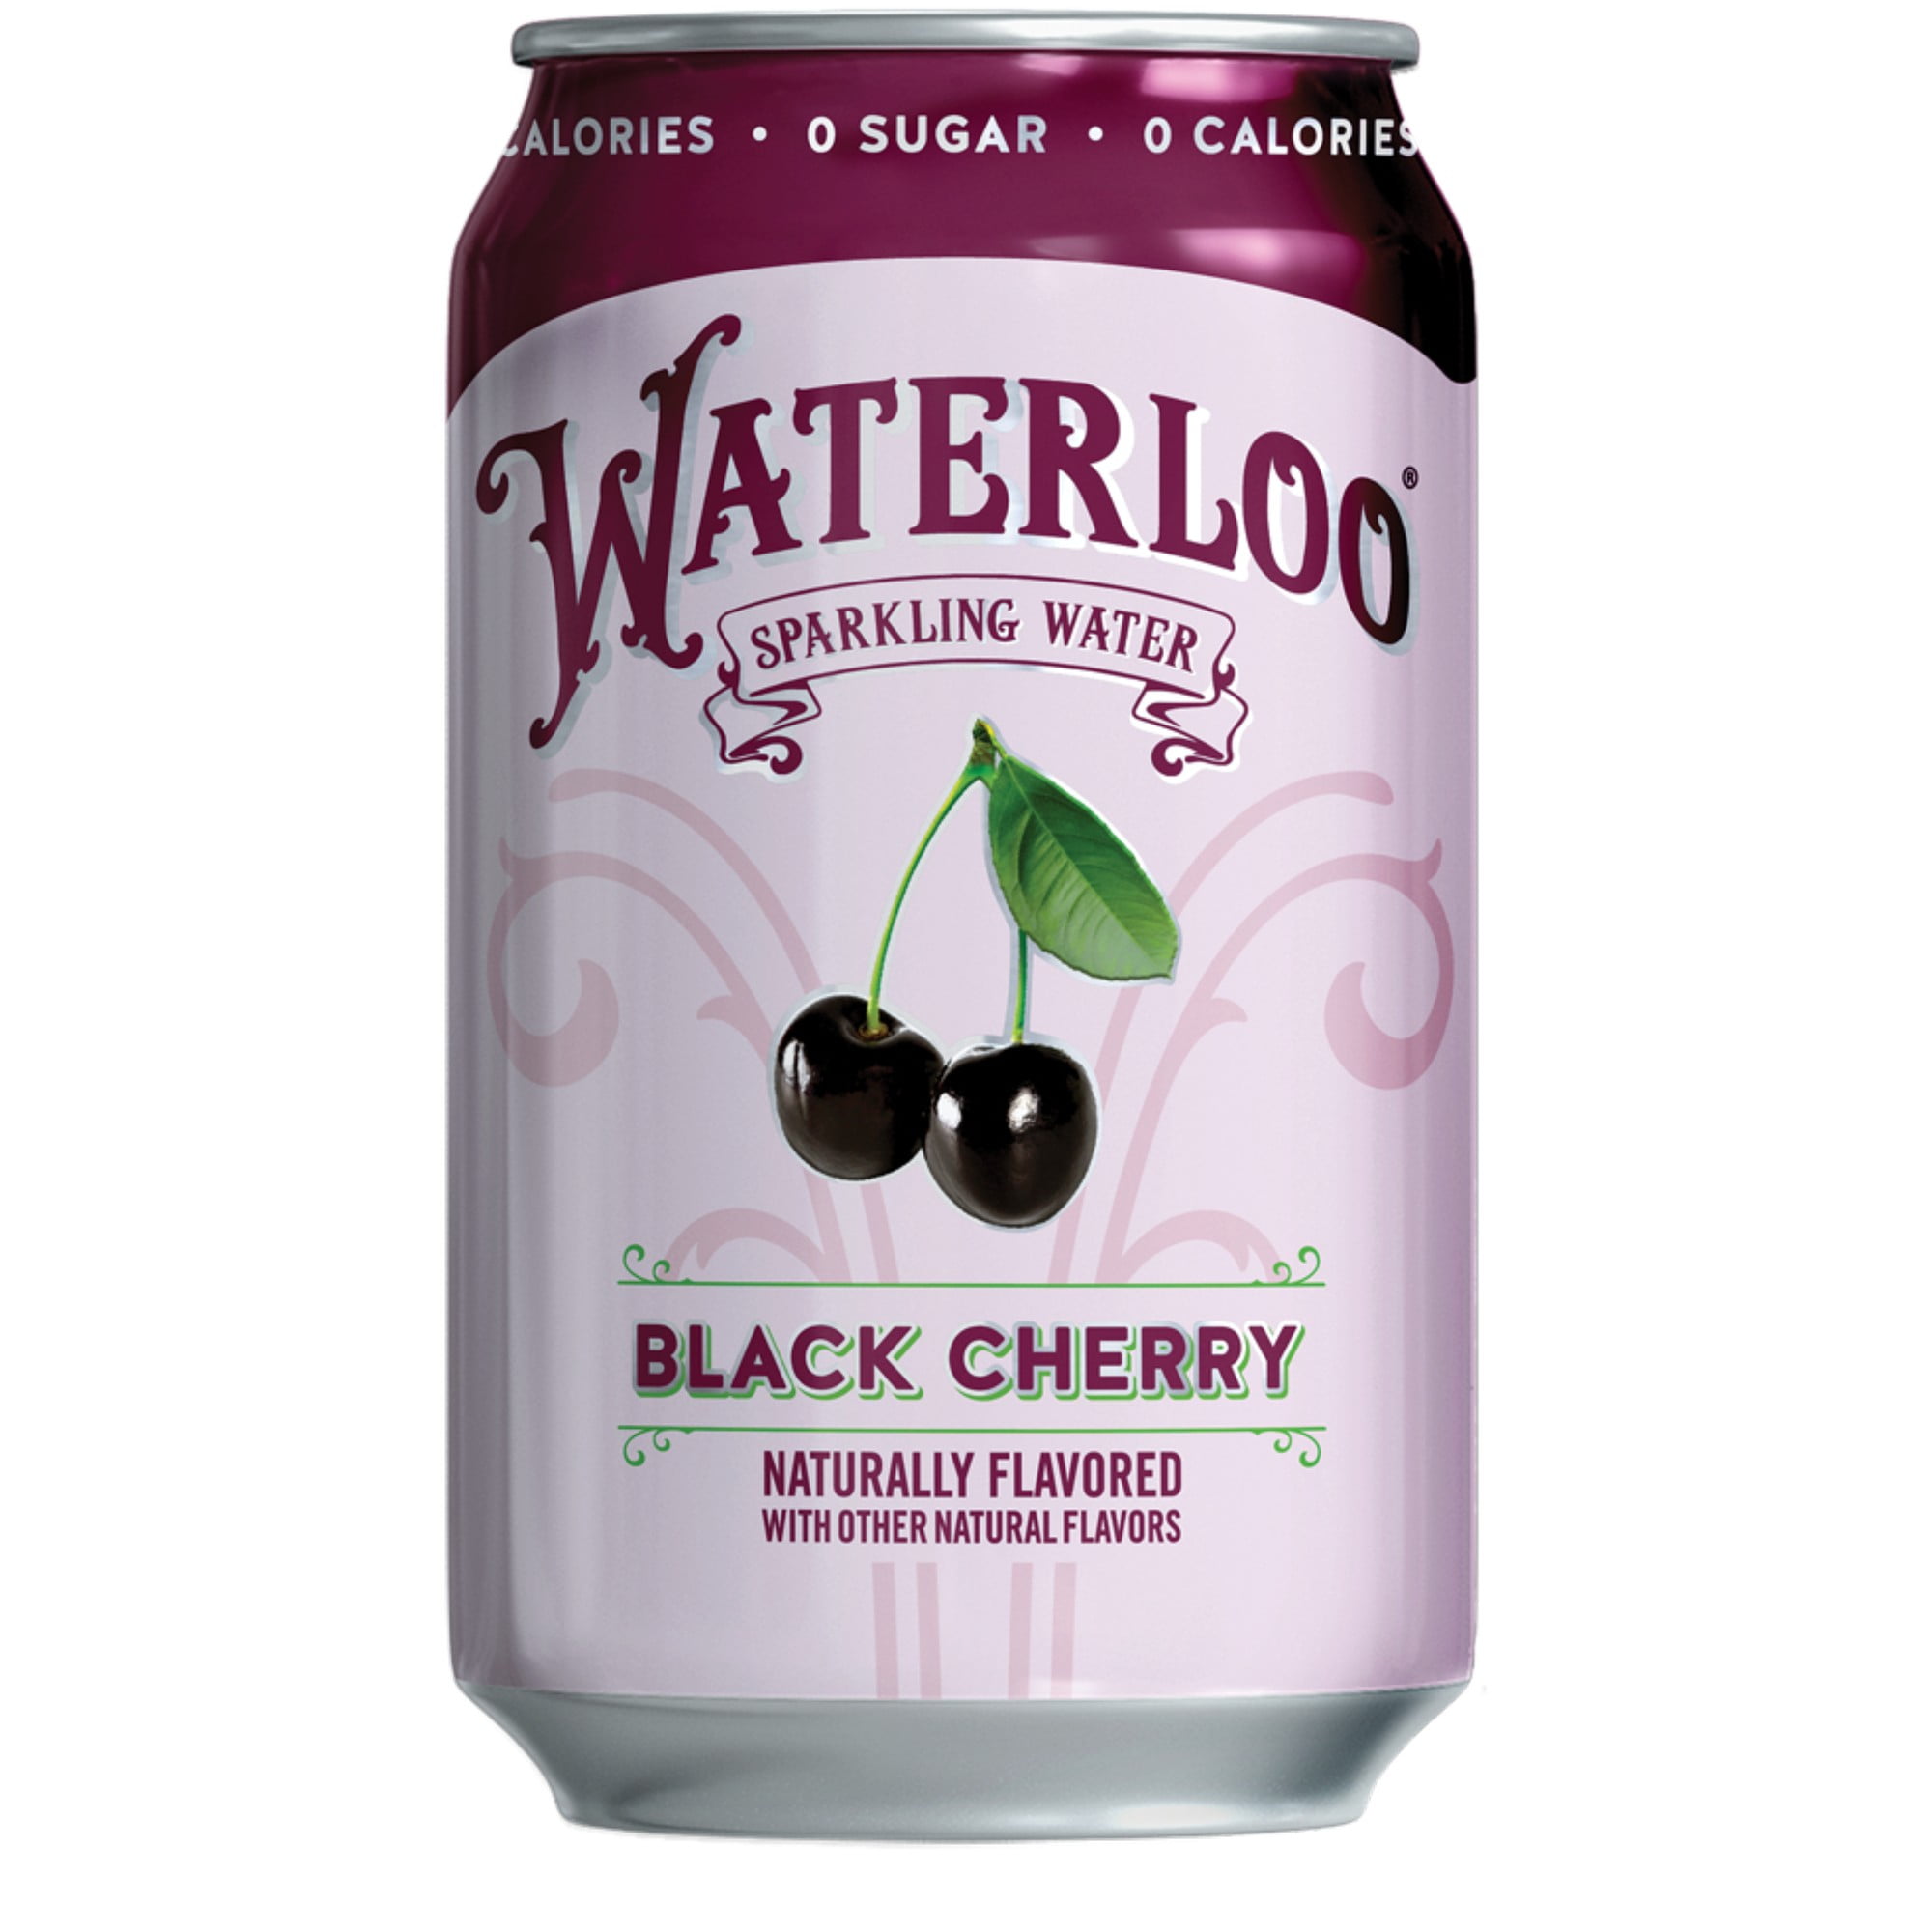 CALORIES • 0 SUGAR • 0 CALORIES
WATERLOO®
SPARKLING WATER
BLACK CHERRY
NATURALLY FLAVORED
WITH OTHER NATURAL FLAVORS